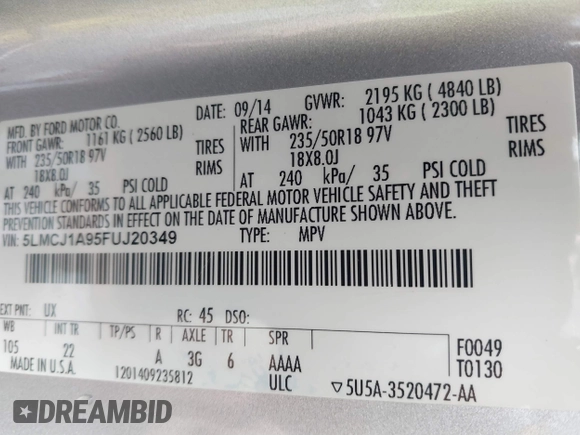 MFD. BY FORD MOTOR CO.
DATE: 09/14 GVWR: 2195 KG ( 4840 LB)
FRONT GAWR: 1161 KG ( 2560 LB) REAR GAWR: 1043 KG ( 2300 LB)
WITH 235/50R18 97V TIRES WITH 235/50R18 97V TIRES
18X8.0J RIMS 18X8.0J RIMS
AT 240 kPa/ 35 PSI COLD AT 240 kPa/ 35 PSI COLD
THIS VEHICLE CONFORMS TO ALL APPLICABLE FEDERAL MOTOR VEHICLE SAFETY AND THEFT
PREVENTION STANDARDS IN EFFECT ON THE DATE OF MANUFACTURE SHOWN ABOVE.
VIN: 5LMCJ1A95FUJ20349 TYPE: MPV
EXT PNT: UX RC: 45 DSO:
WB INT TR TP/PS R AXLE TR SPR F0049
105 22 A 3G 6 AAAA T0130
MADE IN U.S.A. 1201409235812 ULC ▽5U5A-3520472-AA
DREAMBID